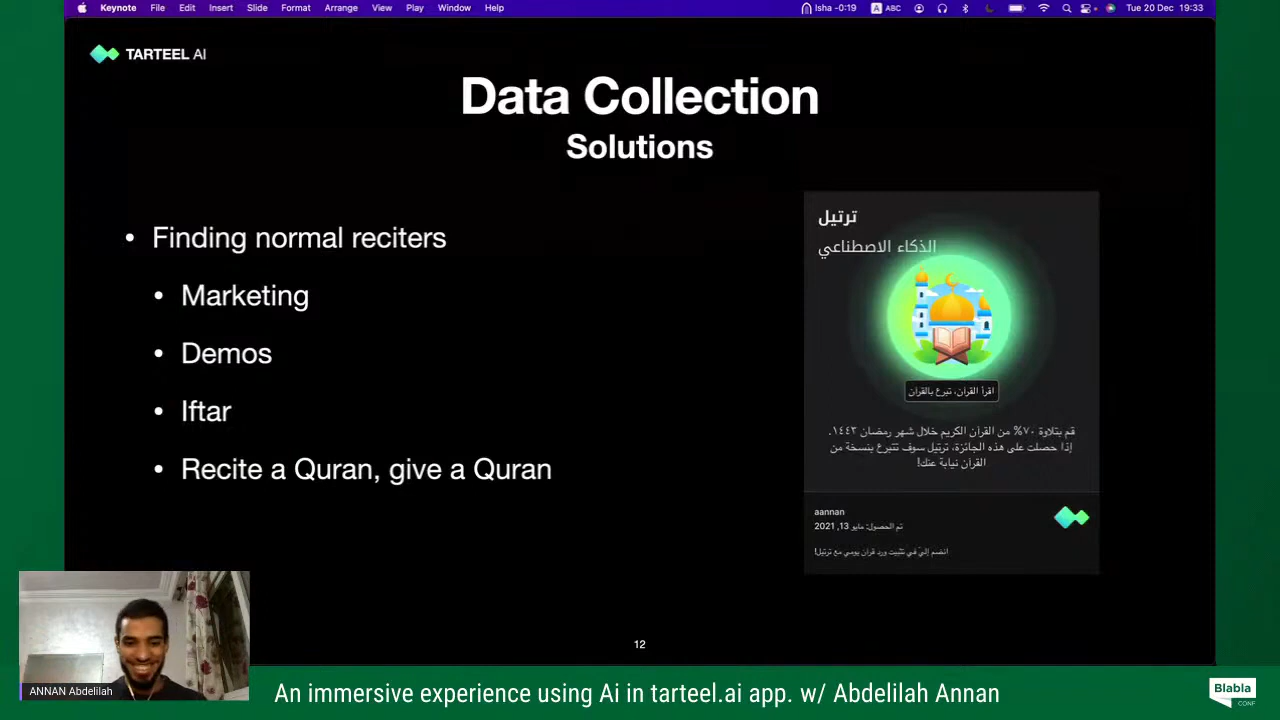 Keynote File Edit Insert Slide Format Arrange View Play Window Help Isha -0:19 A ABC Tue 20 Dec 19:33
TARTEEL AI
Data Collection
Solutions
• Finding normal reciters
• Marketing
• Demos
• Iftar
• Recite a Quran, give a Quran
ترتيل
الذكاء الاصطناعي
اقرأ القرآن، تبرع بالقرآن
قم بتلاوة ٧٠% من القرآن الكريم خلال شهر رمضان ١٤٤٣.
إذا حصلت على هذه الجائزة، ترتيل سوف تتبرع بنسخة من
القرآن نيابة عنك!
aannan
تم الحصول: مايو 13, 2021
انضم إليّ في تثبيت ورد قرآن يومي مع ترتيل!
12
ANNAN Abdelilah
An immersive experience using Ai in tarteel.ai app. w/ Abdelilah Annan
Blabla
CONF